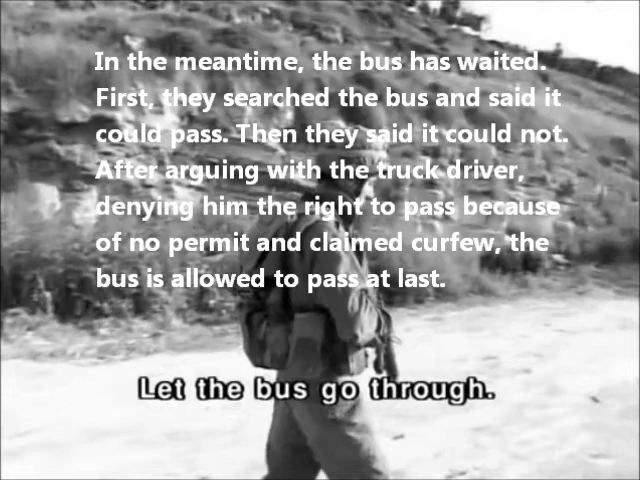 In the meantime, the bus has waited.
First, they searched the bus and said it
could pass. Then they said it could not.
After arguing with the truck driver,
denying him the right to pass because
of no permit and claimed curfew, the
bus is allowed to pass at last.
Let the bus go through.